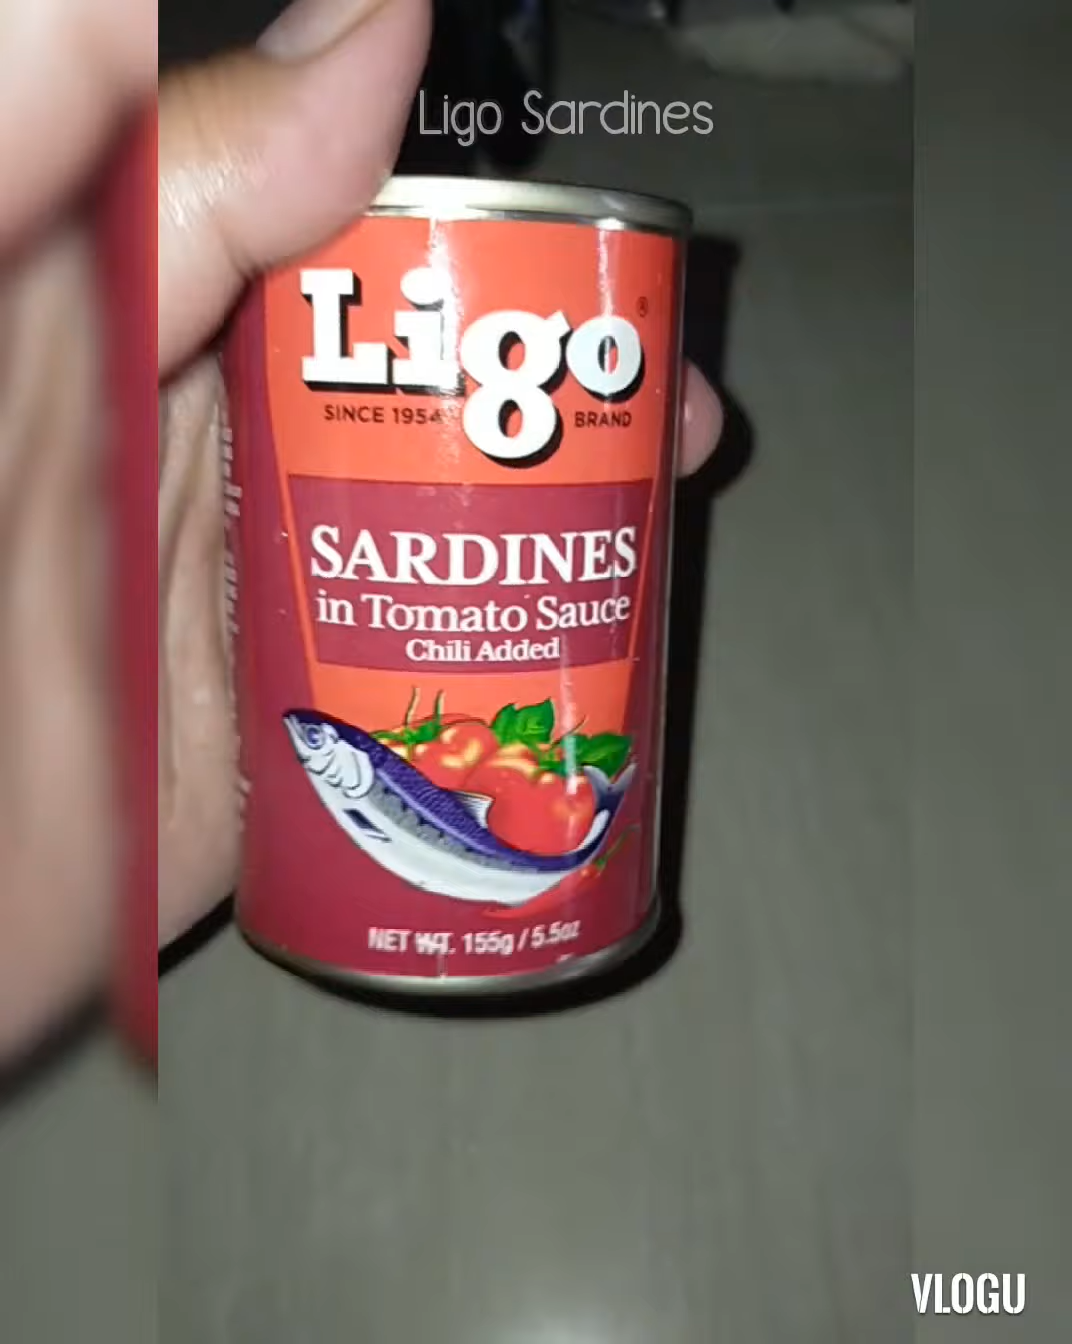 Ligo Sardines
Ligo®
SINCE 1954 BRAND
SARDINES
in Tomato Sauce
Chili Added
NET WT. 155g / 5.5oz
VLOGU